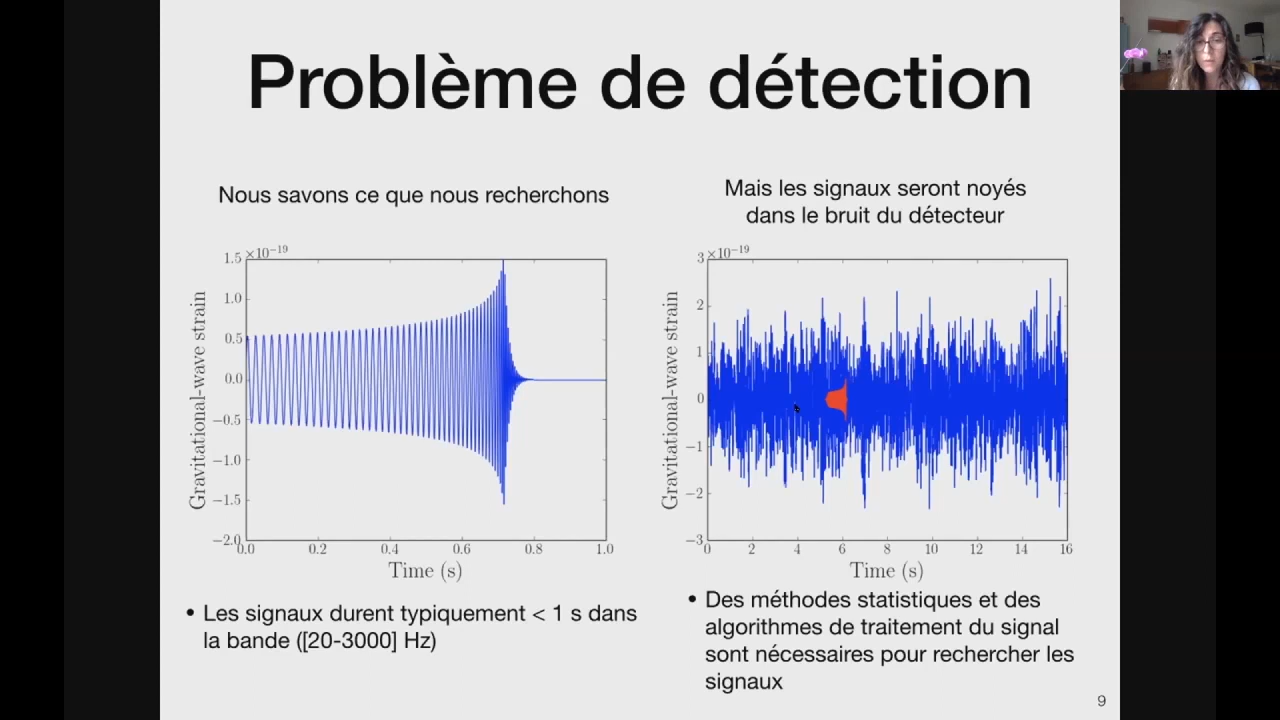 Problème de détection
Nous savons ce que nous recherchons
Mais les signaux seront noyés
dans le bruit du détecteur
1.5 ×10⁻¹⁹
1.0
0.5
0.0
−0.5
−1.0
−1.5
−2.0
Gravitational-wave strain
0.0 0.2 0.4 0.6 0.8 1.0
Time (s)
3 ×10⁻¹⁹
2
1
0
−1
−2
−3
Gravitational-wave strain
0 2 4 6 8 10 12 14 16
Time (s)
• Les signaux durent typiquement < 1 s dans
la bande ([20-3000] Hz)
• Des méthodes statistiques et des
algorithmes de traitement du signal
sont nécessaires pour rechercher les
signaux
9